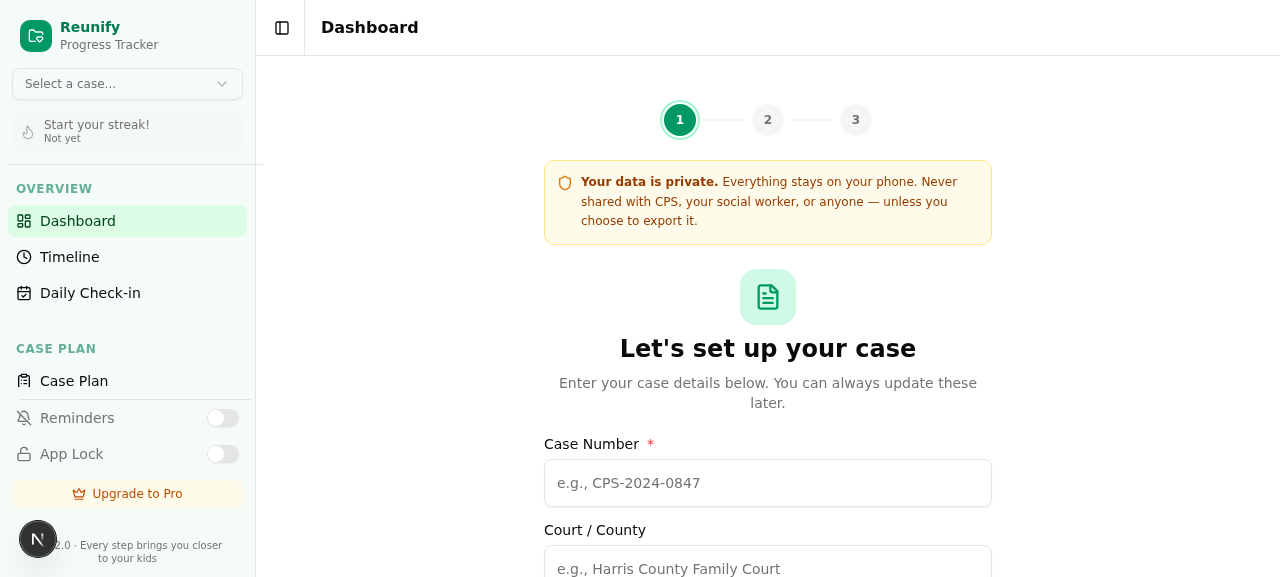 Reunify
Progress Tracker
Select a case...
Start your streak!
Not yet
OVERVIEW
Dashboard
Timeline
Daily Check-in
CASE PLAN
Case Plan
Reminders
App Lock
Upgrade to Pro
N
2.0 · Every step brings you closer
to your kids
Dashboard
1 2 3
Your data is private. Everything stays on your phone. Never
shared with CPS, your social worker, or anyone — unless you
choose to export it.
Let's set up your case
Enter your case details below. You can always update these
later.
Case Number *
e.g., CPS-2024-0847
Court / County
e.g., Harris County Family Court